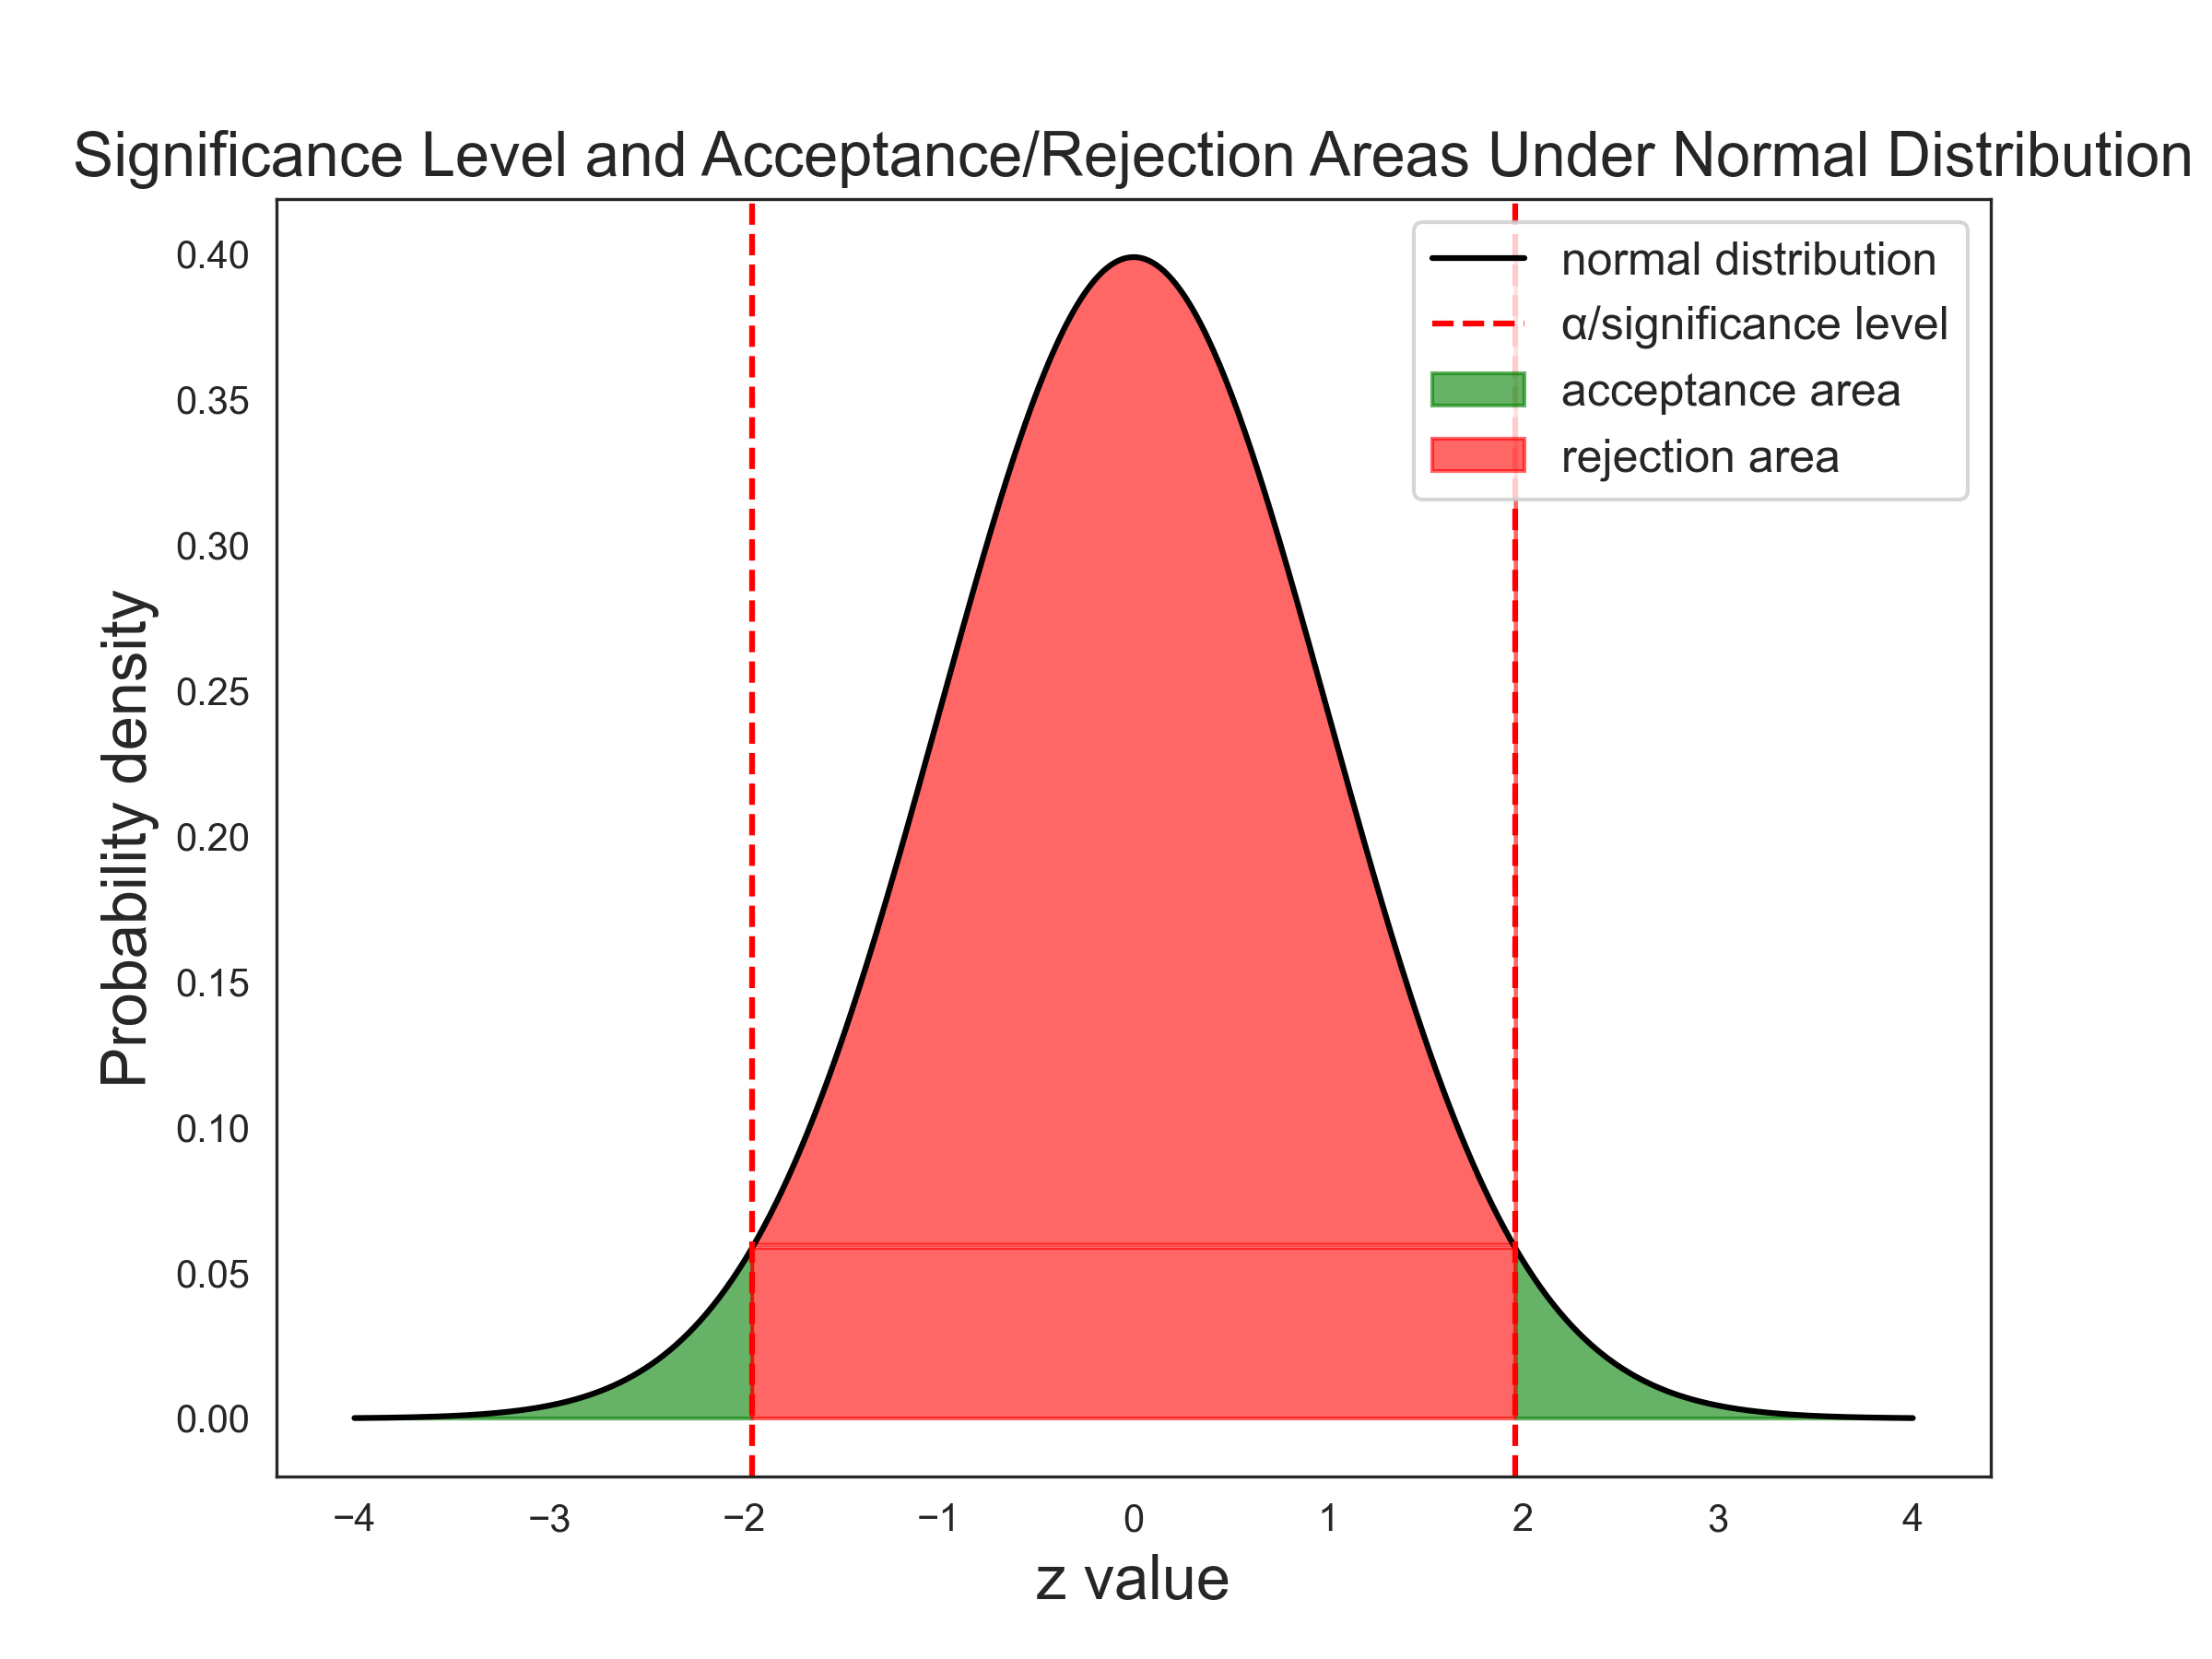 Significance Level and Acceptance/Rejection Areas Under Normal Distribution
normal distribution
α/significance level
acceptance area
rejection area
Probability density
0.40
0.35
0.30
0.25
0.20
0.15
0.10
0.05
0.00
−4 −3 −2 −1 0 1 2 3 4
z value